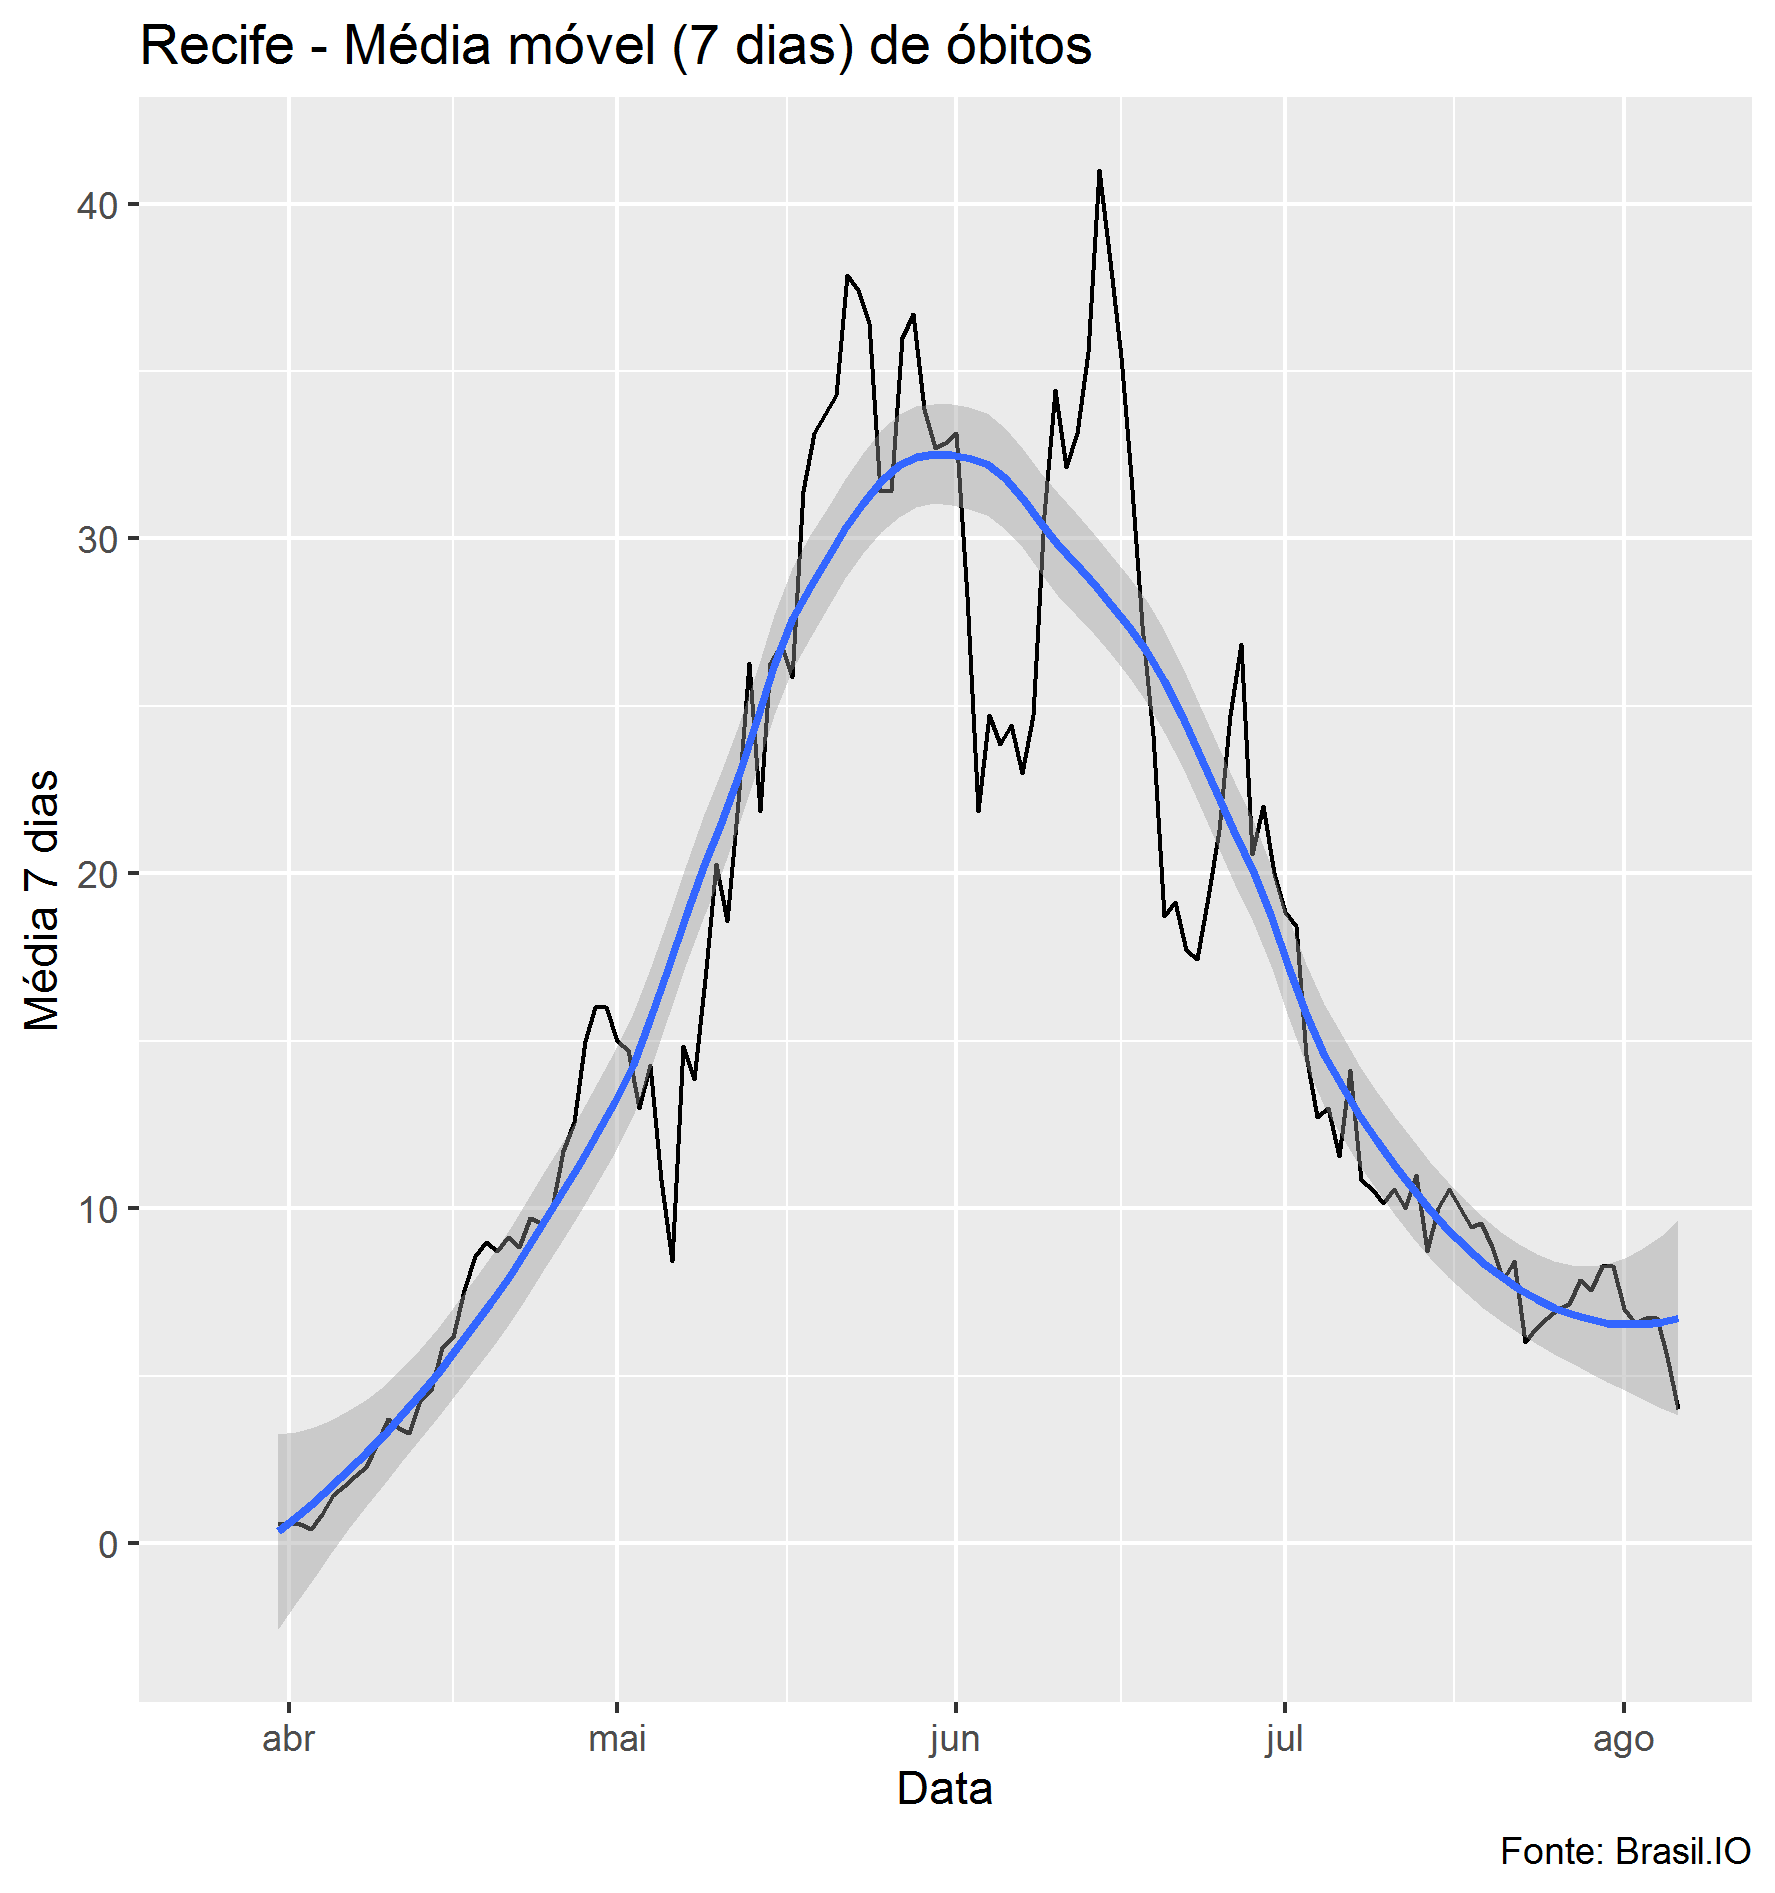 Recife - Média móvel (7 dias) de óbitos
Média 7 dias
40
30
20
10
0
abr mai jun jul ago
Data
Fonte: Brasil.IO